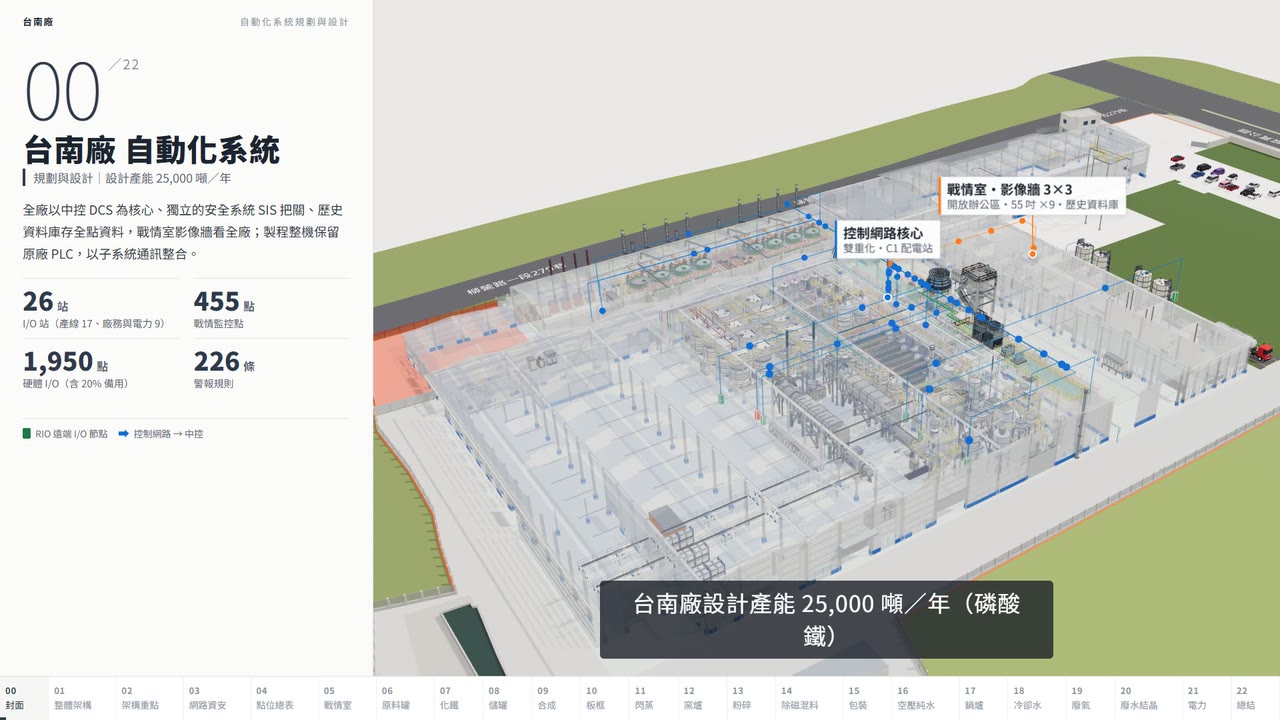 台南廠
自動化系統規劃與設計
00 ／22
台南廠 自動化系統
規劃與設計｜設計產能 25,000 噸／年
全廠以中控 DCS 為核心、獨立的安全系統 SIS 把關、歷史
資料庫存全點資料，戰情室影像牆看全廠；製程整機保留
原廠 PLC，以子系統通訊整合。
26 站
I/O 站（產線 17、廠務與電力 9）
455 點
戰情監控點
1,950 點
硬體 I/O（含 20% 備用）
226 條
警報規則
RIO 遠端 I/O 節點
控制網路 → 中控
戰情室・影像牆 3×3
開放辦公區・55 吋 ×9・歷史資料庫
控制網路核心
雙重化・C1 配電站
台南廠設計產能 25,000 噸／年（磷酸
鐵）
00 封面
01 整體架構
02 架構重點
03 網路資安
04 點位總表
05 戰情室
06 原料罐
07 化鐵
08 儲罐
09 合成
10 板框
11 閃蒸
12 窯爐
13 粉碎
14 除磁混料
15 包裝
16 空壓純水
17 鍋爐
18 冷卻水
19 廢氣
20 廢水結晶
21 電力
22 總結